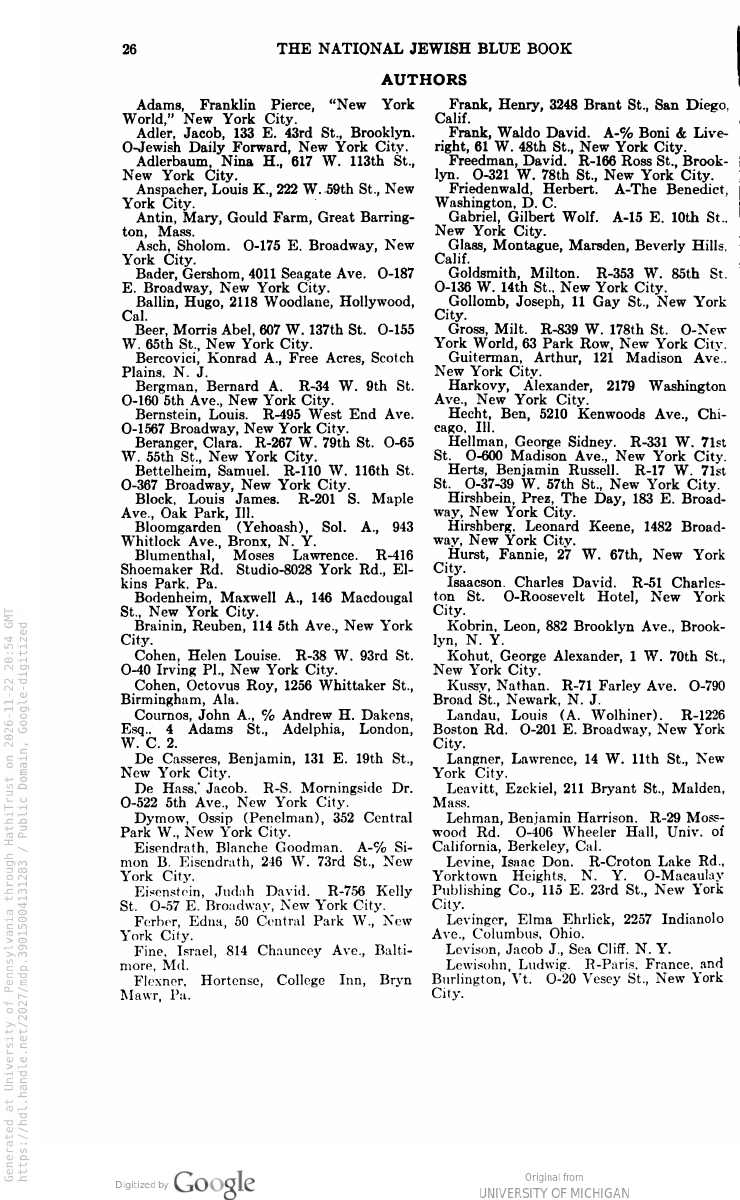 26 THE NATIONAL JEWISH BLUE BOOK
AUTHORS
Adams, Franklin Pierce, "New York
World," New York City.
Adler, Jacob, 133 E. 43rd St., Brooklyn.
O-Jewish Daily Forward, New York City.
Adlerbaum, Nina H., 617 W. 113th St.,
New York City.
Anspacher, Louis K., 222 W. 59th St., New
York City.
Antin, Mary, Gould Farm, Great Barring-
ton, Mass.
Asch, Sholom. O-175 E. Broadway, New
York City.
Bader, Gershom, 4011 Seagate Ave. O-187
E. Broadway, New York City.
Ballin, Hugo, 2118 Woodlane, Hollywood,
Cal.
Beer, Morris Abel, 607 W. 137th St. O-155
W. 65th St., New York City.
Bercovici, Konrad A., Free Acres, Scotch
Plains, N. J.
Bergman, Bernard A. R-34 W. 9th St.
O-160 5th Ave., New York City.
Bernstein, Louis. R-495 West End Ave.
O-1567 Broadway, New York City.
Beranger, Clara. R-267 W. 79th St. O-65
W. 55th St., New York City.
Bettelheim, Samuel. R-110 W. 116th St.
O-367 Broadway, New York City.
Block, Louis James. R-201 S. Maple
Ave., Oak Park, Ill.
Bloomgarden (Yehoash), Sol. A., 943
Whitlock Ave., Bronx, N. Y.
Blumenthal, Moses Lawrence. R-416
Shoemaker Rd. Studio-8028 York Rd., El-
kins Park, Pa.
Bodenheim, Maxwell A., 146 Macdougal
St., New York City.
Brainin, Reuben, 114 5th Ave., New York
City.
Cohen, Helen Louise. R-38 W. 93rd St.
O-40 Irving Pl., New York City.
Cohen, Octovus Roy, 1256 Whittaker St.,
Birmingham, Ala.
Cournos, John A., % Andrew H. Dakens,
Esq., 4 Adams St., Adelphia, London,
W. C. 2.
De Casseres, Benjamin, 131 E. 19th St.,
New York City.
De Hass, Jacob. R-S. Morningside Dr.
O-522 5th Ave., New York City.
Dymow, Ossip (Penelman), 352 Central
Park W., New York City.
Eisendrath, Blanche Goodman. A-% Si-
mon B. Eisendrath, 246 W. 73rd St., New
York City.
Eisenstein, Judah David. R-756 Kelly
St. O-57 E. Broadway, New York City.
Ferber, Edna, 50 Central Park W., New
York City.
Fine, Israel, 814 Chauncey Ave., Balti-
more, Md.
Flexner, Hortense, College Inn, Bryn
Mawr, Pa.
Frank, Henry, 3248 Brant St., San Diego,
Calif.
Frank, Waldo David. A-% Boni & Live-
right, 61 W. 48th St., New York City.
Freedman, David. R-166 Ross St., Brook-
lyn. O-321 W. 78th St., New York City.
Friedenwald, Herbert. A-The Benedict,
Washington, D. C.
Gabriel, Gilbert Wolf. A-15 E. 10th St.,
New York City.
Glass, Montague, Marsden, Beverly Hills,
Calif.
Goldsmith, Milton. R-353 W. 85th St.
O-136 W. 14th St., New York City.
Gollomb, Joseph, 11 Gay St., New York
City.
Gross, Milt. R-839 W. 178th St. O-New
York World, 63 Park Row, New York City.
Guiterman, Arthur, 121 Madison Ave.,
New York City.
Harkovy, Alexander, 2179 Washington
Ave., New York City.
Hecht, Ben, 5210 Kenwoods Ave., Chi-
cago, Ill.
Hellman, George Sidney. R-331 W. 71st
St. O-600 Madison Ave., New York City.
Herts, Benjamin Russell. R-17 W. 71st
St. O-37-39 W. 57th St., New York City.
Hirshbein, Prez, The Day, 183 E. Broad-
way, New York City.
Hirshberg, Leonard Keene, 1482 Broad-
way, New York City.
Hurst, Fannie, 27 W. 67th, New York
City.
Isaacson, Charles David. R-51 Charles-
ton St. O-Roosevelt Hotel, New York
City.
Kobrin, Leon, 882 Brooklyn Ave., Brook-
lyn, N. Y.
Kohut, George Alexander, 1 W. 70th St.,
New York City.
Kussy, Nathan. R-71 Farley Ave. O-790
Broad St., Newark, N. J.
Landau, Louis (A. Wolhiner). R-1226
Boston Rd. O-201 E. Broadway, New York
City.
Langner, Lawrence, 14 W. 11th St., New
York City.
Leavitt, Ezekiel, 211 Bryant St., Malden,
Mass.
Lehman, Benjamin Harrison. R-29 Moss-
wood Rd. O-406 Wheeler Hall, Univ. of
California, Berkeley, Cal.
Levine, Isaac Don. R-Croton Lake Rd.,
Yorktown Heights, N. Y. O-Macaulay
Publishing Co., 115 E. 23rd St., New York
City.
Levinger, Elma Ehrlick, 2257 Indianolo
Ave., Columbus, Ohio.
Levison, Jacob J., Sea Cliff. N. Y.
Lewisohn, Ludwig. R-Paris, France, and
Burlington, Vt. O-20 Vesey St., New York
City.
Generated at University of Pennsylvania through HathiTrust on 2026-11-22 20:54 GMT
https://hdl.handle.net/2027/mdp.39015004131283 / Public Domain, Google-digitized
Digitized by Google
Original from
UNIVERSITY OF MICHIGAN